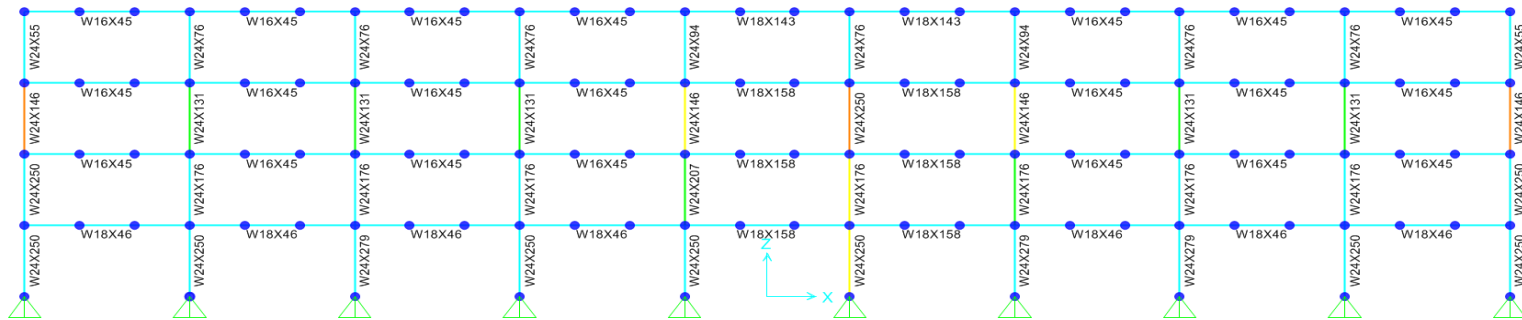 W16X45 W16X45 W16X45 W16X45 W18X143 W18X143 W16X45 W16X45 W16X45
W24X55 W24X76 W24X76 W24X76 W24X94 W24X76 W24X94 W24X76 W24X76 W24X55
W16X45 W16X45 W16X45 W16X45 W18X158 W18X158 W16X45 W16X45 W16X45
W24X146 W24X131 W24X131 W24X131 W24X146 W24X250 W24X146 W24X131 W24X131 W24X146
W16X45 W16X45 W16X45 W16X45 W18X158 W18X158 W16X45 W16X45 W16X45
W24X250 W24X176 W24X176 W24X176 W24X207 W24X176 W24X176 W24X176 W24X176 W24X250
W18X46 W18X46 W18X46 W18X46 W18X158 W18X158 W18X46 W18X46 W18X46
W24X250 W24X250 W24X279 W24X250 W24X250 W24X250 W24X279 W24X279 W24X250 W24X250
Z
X